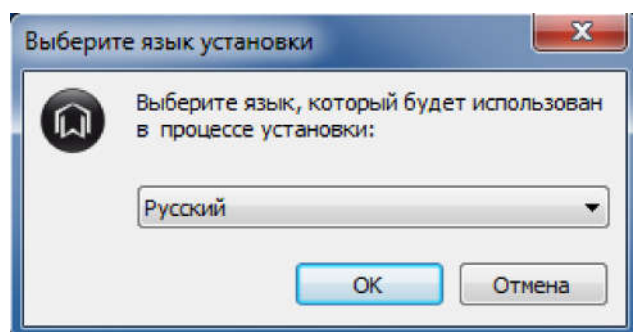 Выберите язык установки
Выберите язык, который будет использован
в процессе установки:
Русский
OK
Отмена